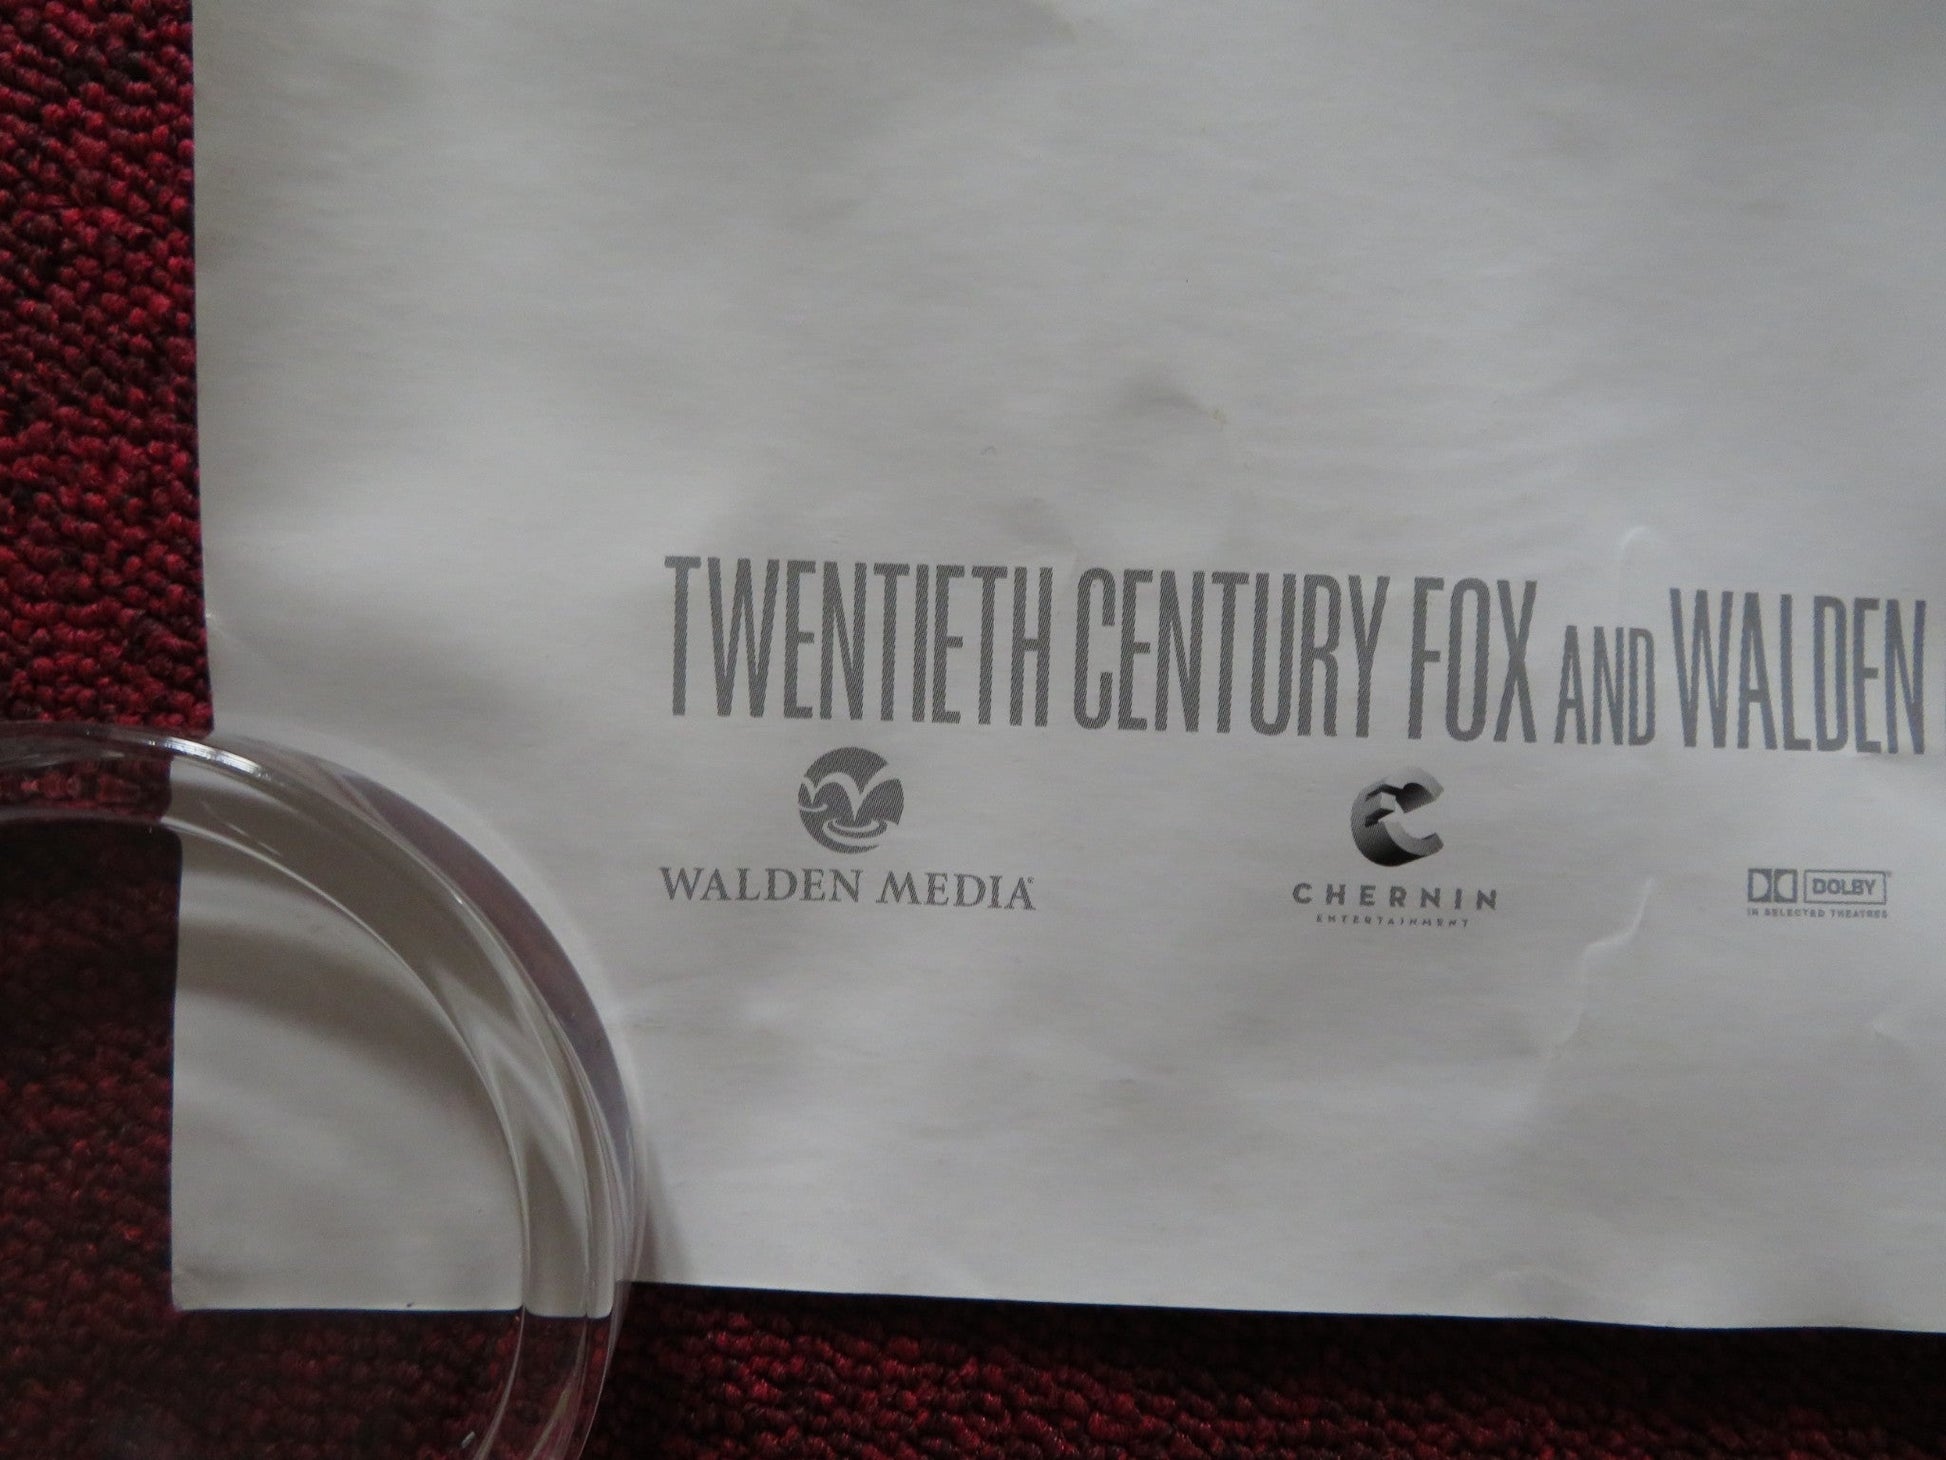 TWENTIETH CENTURY FOX AND WALDEN
WALDEN MEDIA
CHERNIN
ENTERTAINMENT
DOLBY
IN SELECTED THEATRES